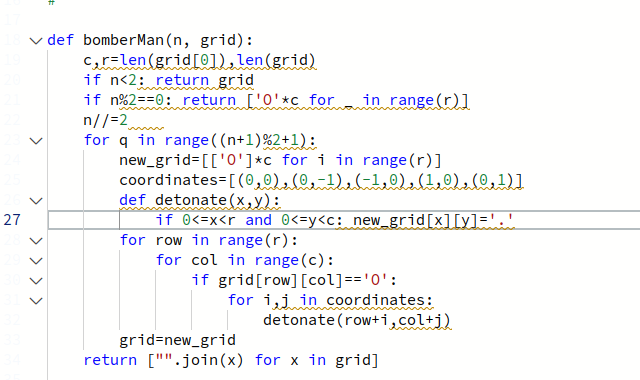 #
def bomberMan(n, grid):
    c,r=len(grid[0]),len(grid)
    if n<2: return grid
    if n%2==0: return ['O'*c for _ in range(r)]
    n//=2
    for q in range((n+1)%2+1):
        new_grid=[['O']*c for i in range(r)]
        coordinates=[(0,0),(0,-1),(-1,0),(1,0),(0,1)]
        def detonate(x,y):
27            if 0<=x<r and 0<=y<c: new_grid[x][y]='.'
        for row in range(r):
            for col in range(c):
                if grid[row][col]=='O':
                    for i,j in coordinates:
                        detonate(row+i,col+j)
        grid=new_grid
    return ["".join(x) for x in grid]